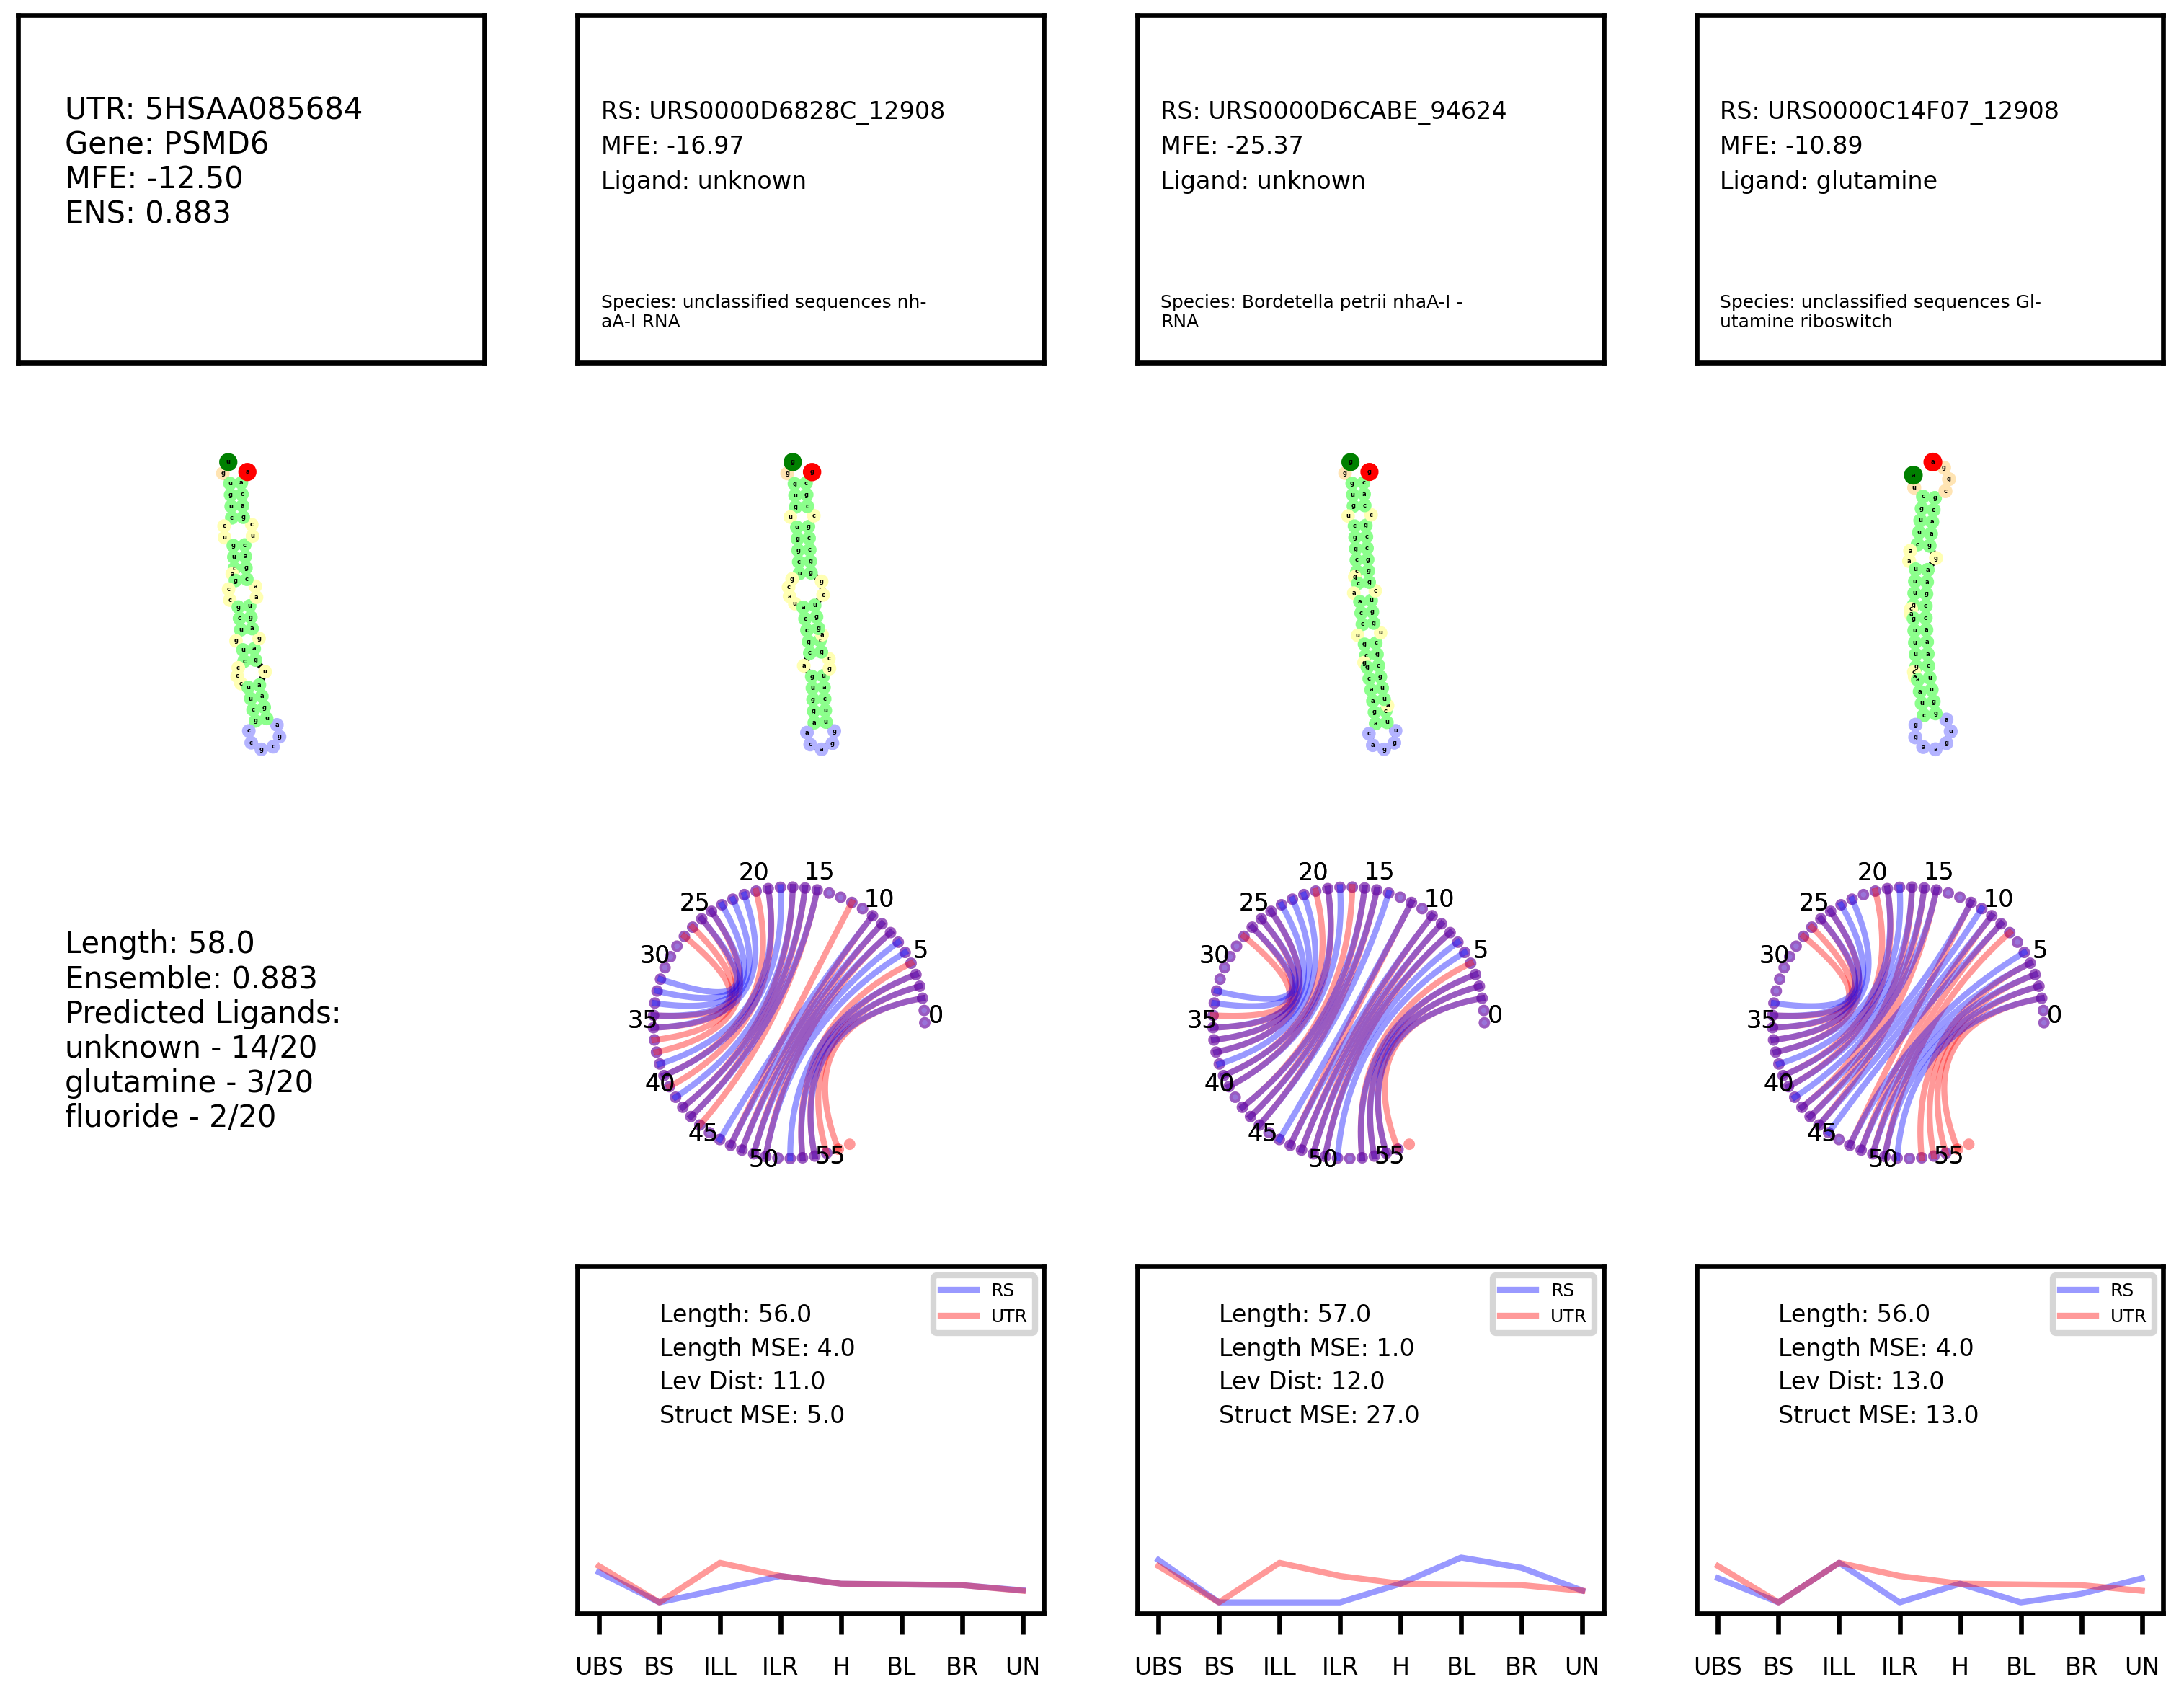 UTR: 5HSAA085684
Gene: PSMD6
MFE: -12.50
ENS: 0.883
RS: URS0000D6828C_12908
MFE: -16.97
Ligand: unknown
Species: unclassified sequences nh-
aA-I RNA
RS: URS0000D6CABE_94624
MFE: -25.37
Ligand: unknown
Species: Bordetella petrii nhaA-I -
RNA
RS: URS0000C14F07_12908
MFE: -10.89
Ligand: glutamine
Species: unclassified sequences Gl-
utamine riboswitch
Length: 58.0
Ensemble: 0.883
Predicted Ligands:
unknown - 14/20
glutamine - 3/20
fluoride - 2/20
0
5
10
15
20
25
30
35
40
45
50
55
0
5
10
15
20
25
30
35
40
45
50
55
0
5
10
15
20
25
30
35
40
45
50
55
RS
UTR
Length: 56.0
Length MSE: 4.0
Lev Dist: 11.0
Struct MSE: 5.0
UBS BS ILL ILR H BL BR UN
RS
UTR
Length: 57.0
Length MSE: 1.0
Lev Dist: 12.0
Struct MSE: 27.0
UBS BS ILL ILR H BL BR UN
RS
UTR
Length: 56.0
Length MSE: 4.0
Lev Dist: 13.0
Struct MSE: 13.0
UBS BS ILL ILR H BL BR UN